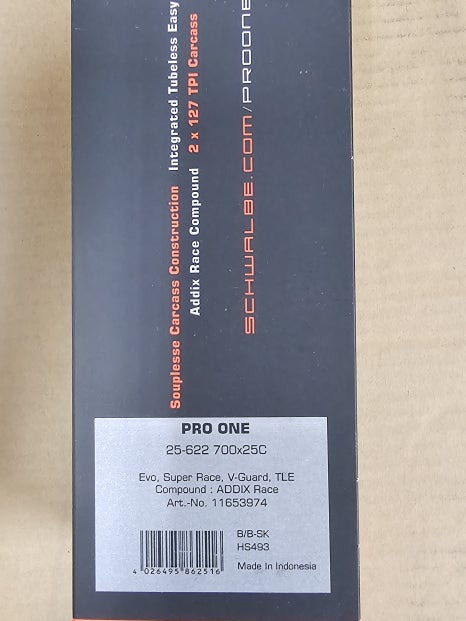 Souplesse Carcass Construction Integrated Tubeless Easy
Addix Race Compound 2 x 127 TPI Carcass
SCHWALBE.COM/PROONE
PRO ONE
25-622 700x25C
Evo, Super Race, V-Guard, TLE
Compound : ADDIX Race
Art.-No. 11653974
B/B-SK
HS493
4 026495 862516
Made in Indonesia